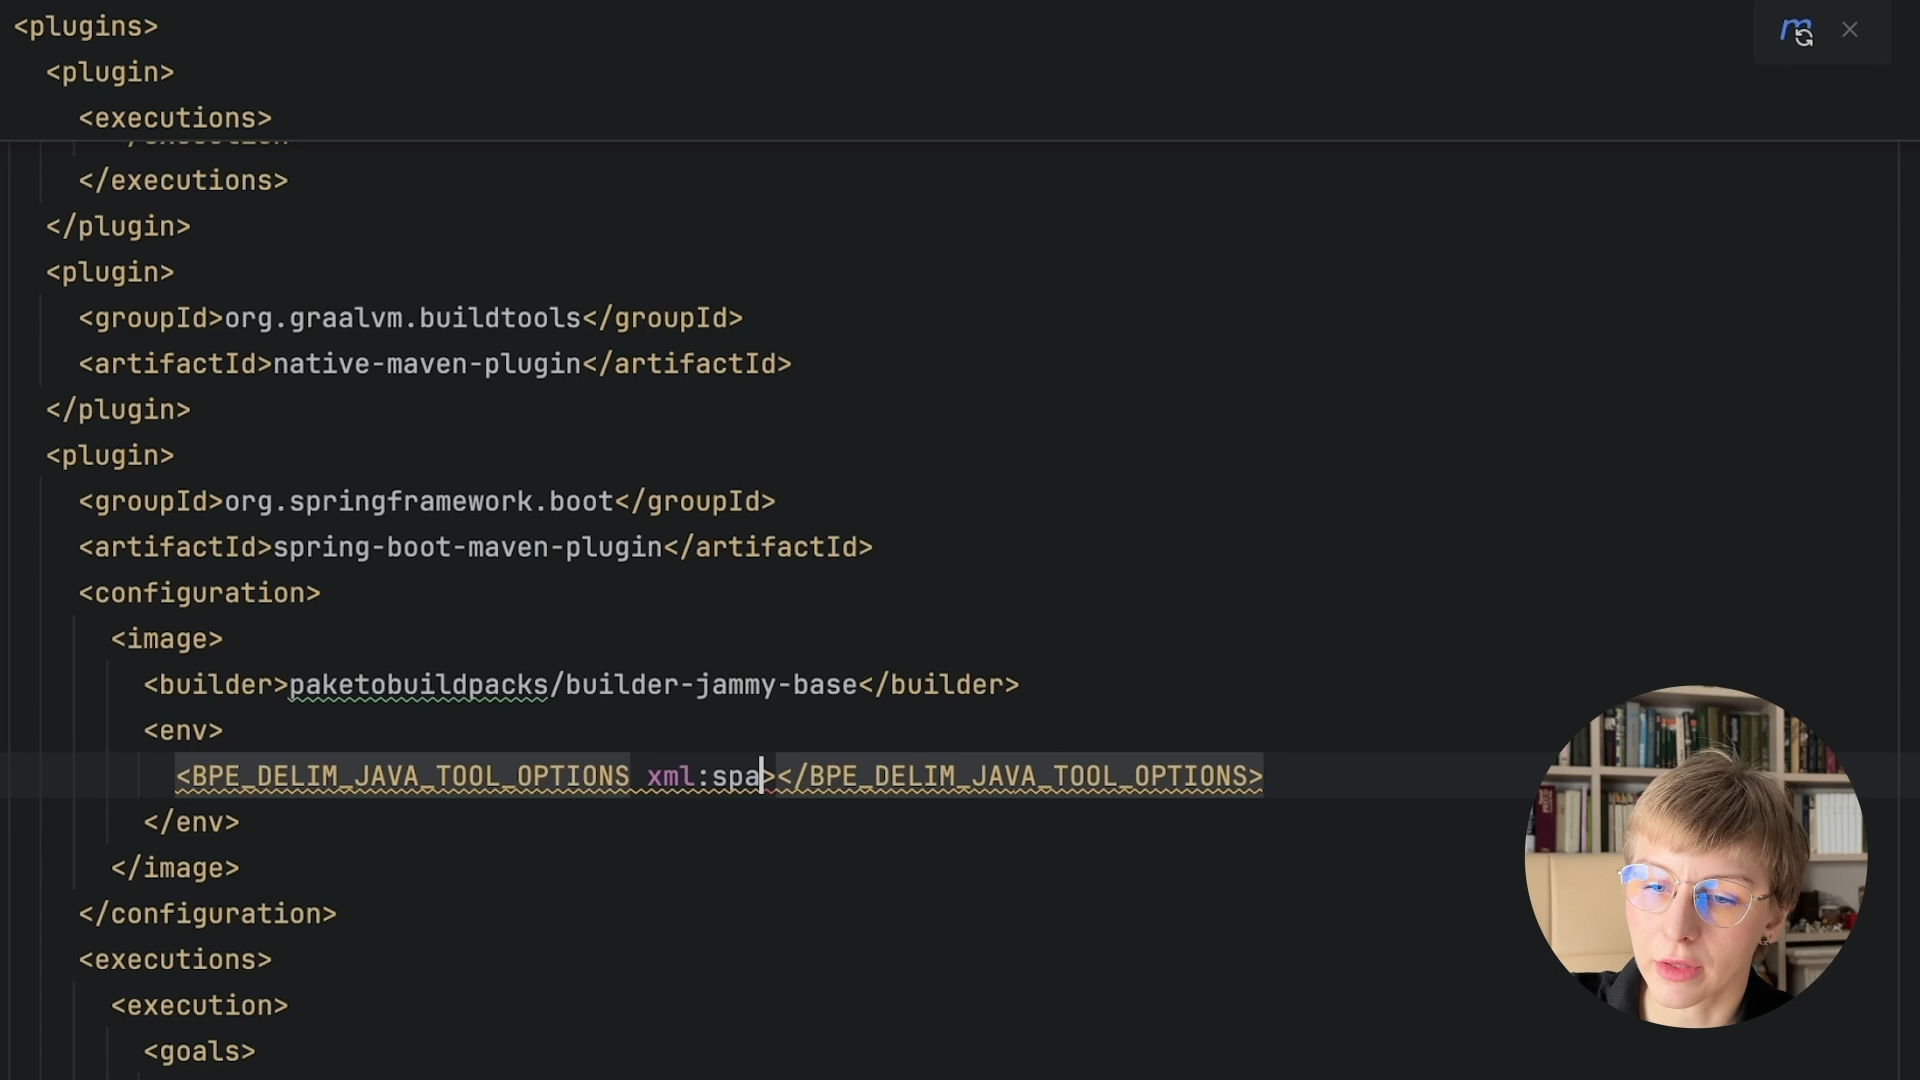 <plugins>
<plugin>
<executions>
</execution>
</executions>
</plugin>
<plugin>
<groupId>org.graalvm.buildtools</groupId>
<artifactId>native-maven-plugin</artifactId>
</plugin>
<plugin>
<groupId>org.springframework.boot</groupId>
<artifactId>spring-boot-maven-plugin</artifactId>
<configuration>
<image>
<builder>paketobuildpacks/builder-jammy-base</builder>
<env>
<BPE_DELIM_JAVA_TOOL_OPTIONS xml:spa></BPE_DELIM_JAVA_TOOL_OPTIONS>
</env>
</image>
</configuration>
<executions>
<execution>
<goals>